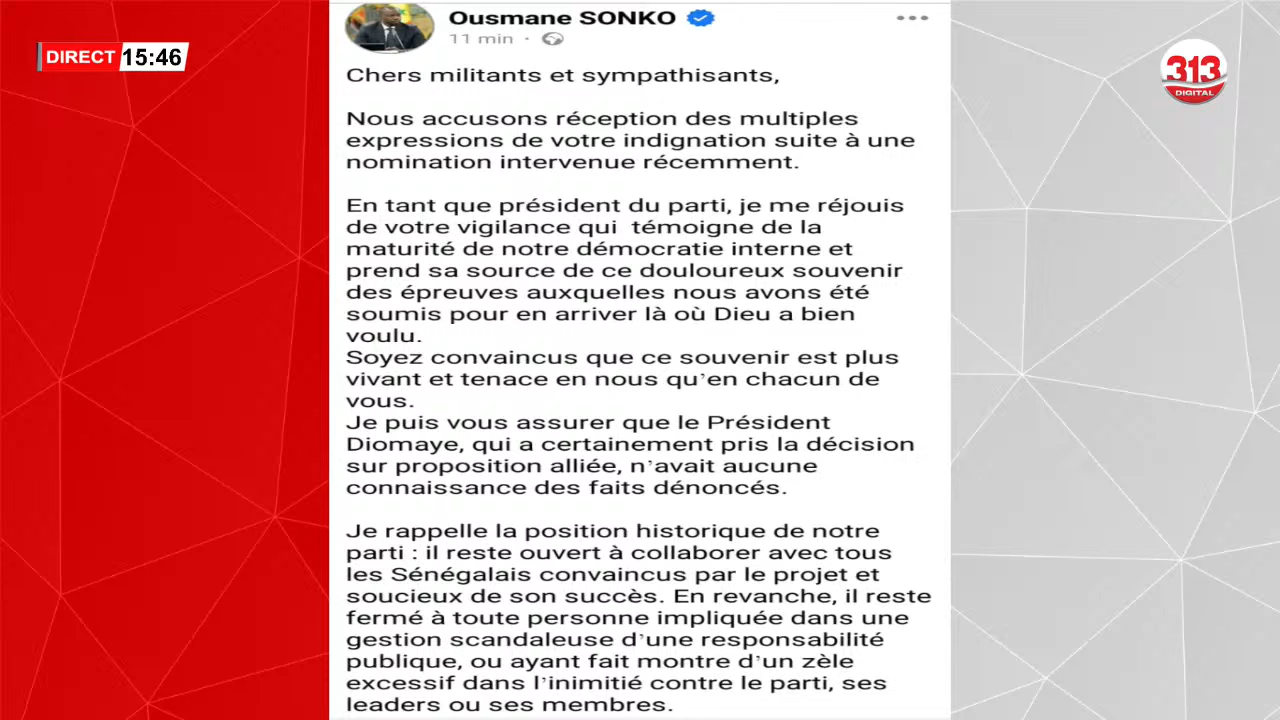 DIRECT 15:46
313
DIGITAL
Ousmane SONKO
11 min ·
Chers militants et sympathisants,
Nous accusons réception des multiples
expressions de votre indignation suite à une
nomination intervenue récemment.
En tant que président du parti, je me réjouis
de votre vigilance qui  témoigne de la
maturité de notre démocratie interne et
prend sa source de ce douloureux souvenir
des épreuves auxquelles nous avons été
soumis pour en arriver là où Dieu a bien
voulu.
Soyez convaincus que ce souvenir est plus
vivant et tenace en nous qu’en chacun de
vous.
Je puis vous assurer que le Président
Diomaye, qui a certainement pris la décision
sur proposition alliée, n’avait aucune
connaissance des faits dénoncés.
Je rappelle la position historique de notre
parti : il reste ouvert à collaborer avec tous
les Sénégalais convaincus par le projet et
soucieux de son succès. En revanche, il reste
fermé à toute personne impliquée dans une
gestion scandaleuse d’une responsabilité
publique, ou ayant fait montre d’un zèle
excessif dans l’inimitié contre le parti, ses
leaders ou ses membres.